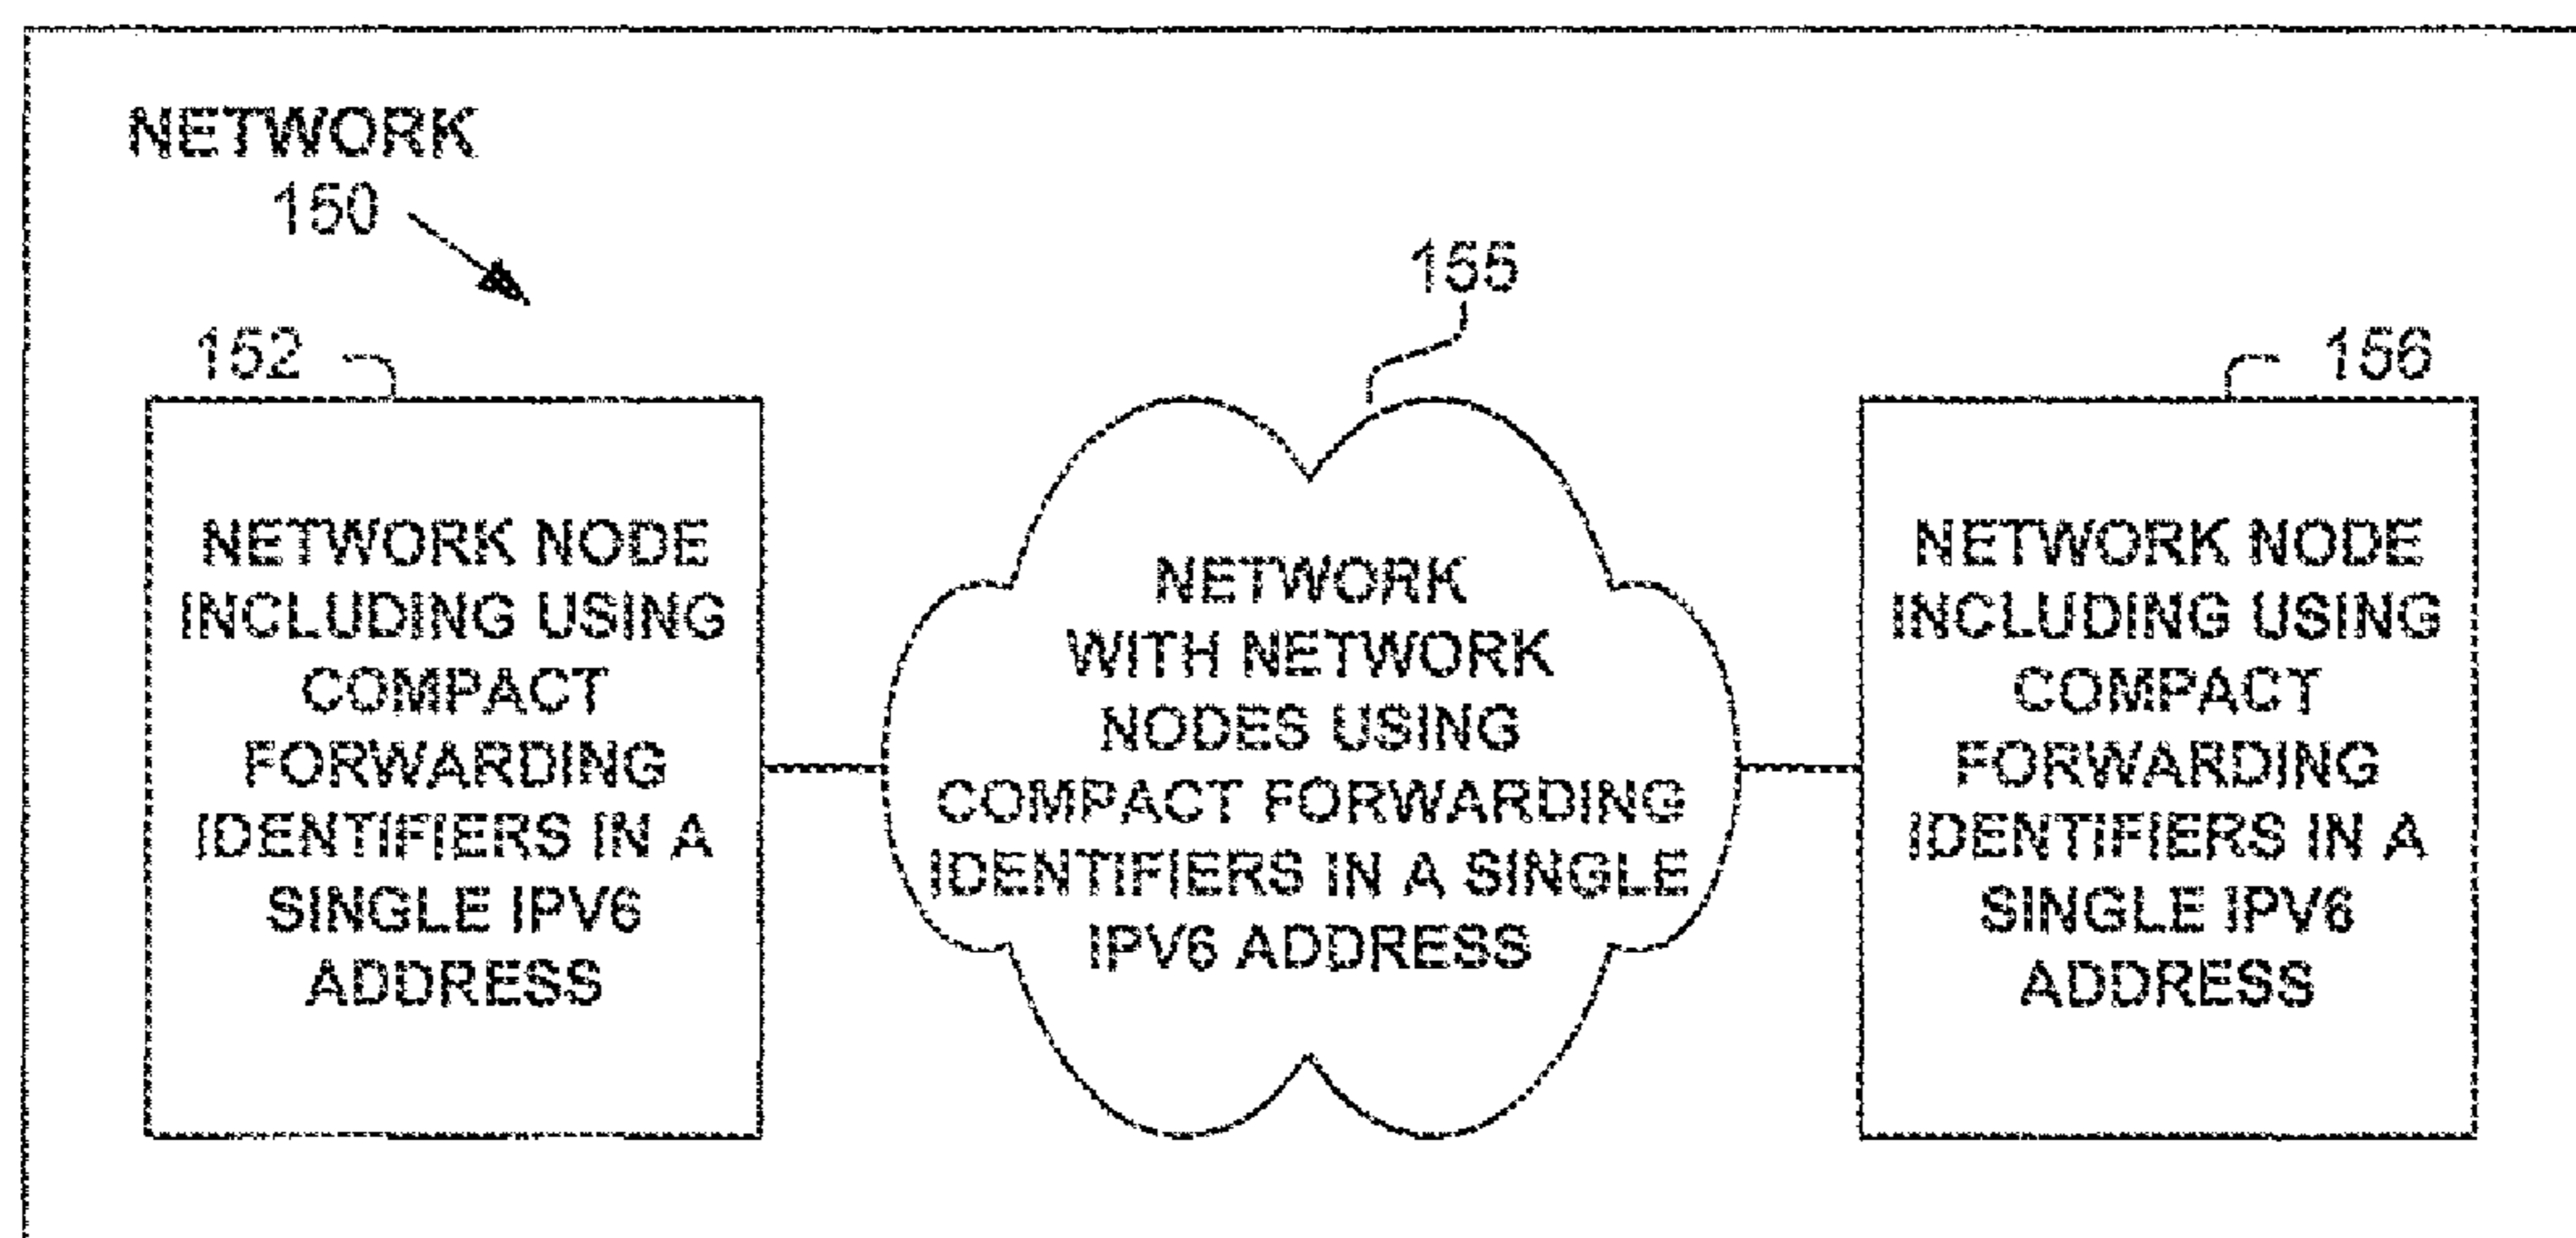 NETWORK
150
155
152
156
NETWORK NODE
INCLUDING USING
COMPACT
FORWARDING
IDENTIFIERS IN A
SINGLE IPV6
ADDRESS
NETWORK
WITH NETWORK
NODES USING
COMPACT FORWARDING
IDENTIFIERS IN A SINGLE
IPV6 ADDRESS
NETWORK NODE
INCLUDING USING
COMPACT
FORWARDING
IDENTIFIERS IN A
SINGLE IPV6
ADDRESS